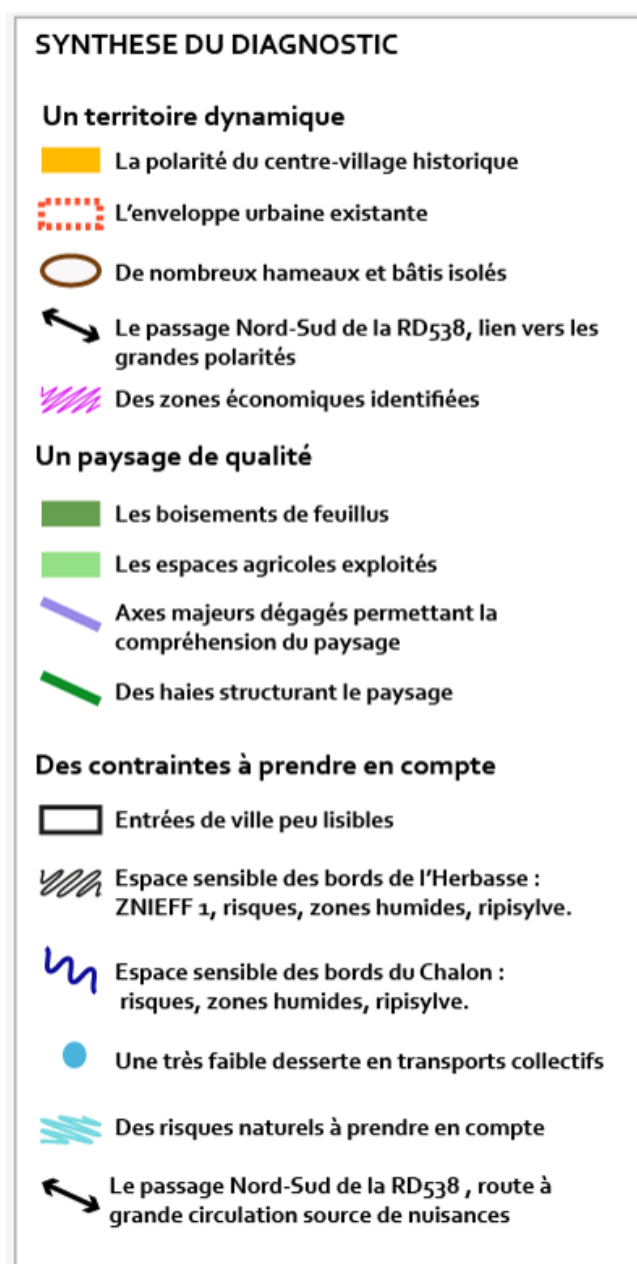 SYNTHESE DU DIAGNOSTIC
Un territoire dynamique
La polarité du centre-village historique
L'enveloppe urbaine existante
De nombreux hameaux et bâtis isolés
Le passage Nord-Sud de la RD538, lien vers les
grandes polarités
Des zones économiques identifiées
Un paysage de qualité
Les boisements de feuillus
Les espaces agricoles exploités
Axes majeurs dégagés permettant la
compréhension du paysage
Des haies structurant le paysage
Des contraintes à prendre en compte
Entrées de ville peu lisibles
Espace sensible des bords de l'Herbasse :
ZNIEFF 1, risques, zones humides, ripisylve.
Espace sensible des bords du Chalon :
risques, zones humides, ripisylve.
Une très faible desserte en transports collectifs
Des risques naturels à prendre en compte
Le passage Nord-Sud de la RD538 , route à
grande circulation source de nuisances